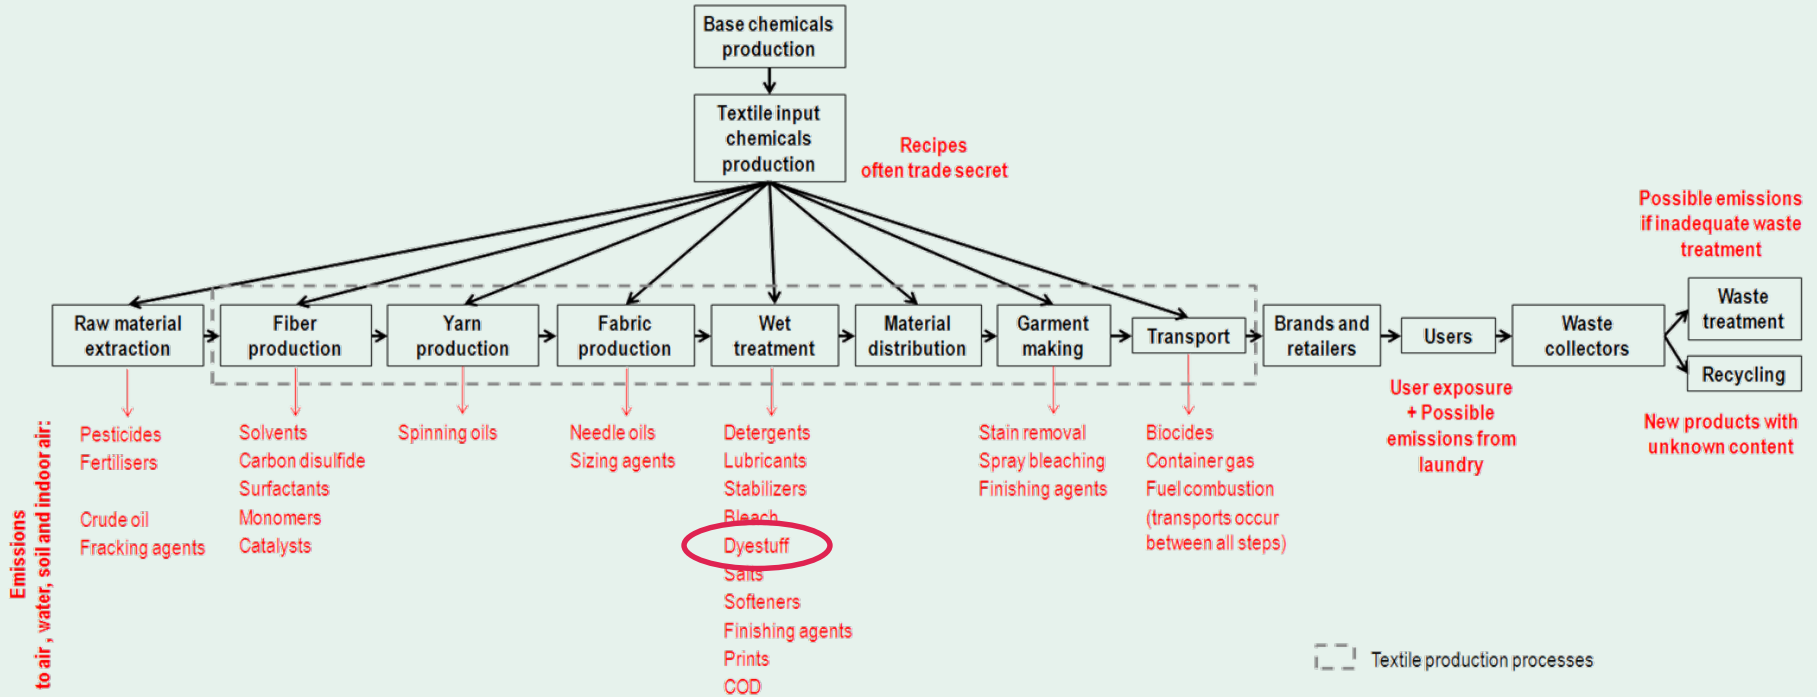 Base chemicals
production
Textile input
chemicals
production
Recipes
often trade secret
Possible emissions
if inadequate waste
treatment
Raw material
extraction
Fiber
production
Yarn
production
Fabric
production
Wet
treatment
Material
distribution
Garment
making
Transport
Brands and
retailers
Users
Waste
collectors
Waste
treatment
Recycling
Emissions
to air , water, soil and indoor air:
Pesticides
Fertilisers
Crude oil
Fracking agents
Solvents
Carbon disulfide
Surfactants
Monomers
Catalysts
Spinning oils
Needle oils
Sizing agents
Detergents
Lubricants
Stabilizers
Bleach
Dyestuff
Salts
Softeners
Finishing agents
Prints
COD
Stain removal
Spray bleaching
Finishing agents
Biocides
Container gas
Fuel combustion
(transports occur
between all steps)
User exposure
+ Possible
emissions from
laundry
New products with
unknown content
Textile production processes